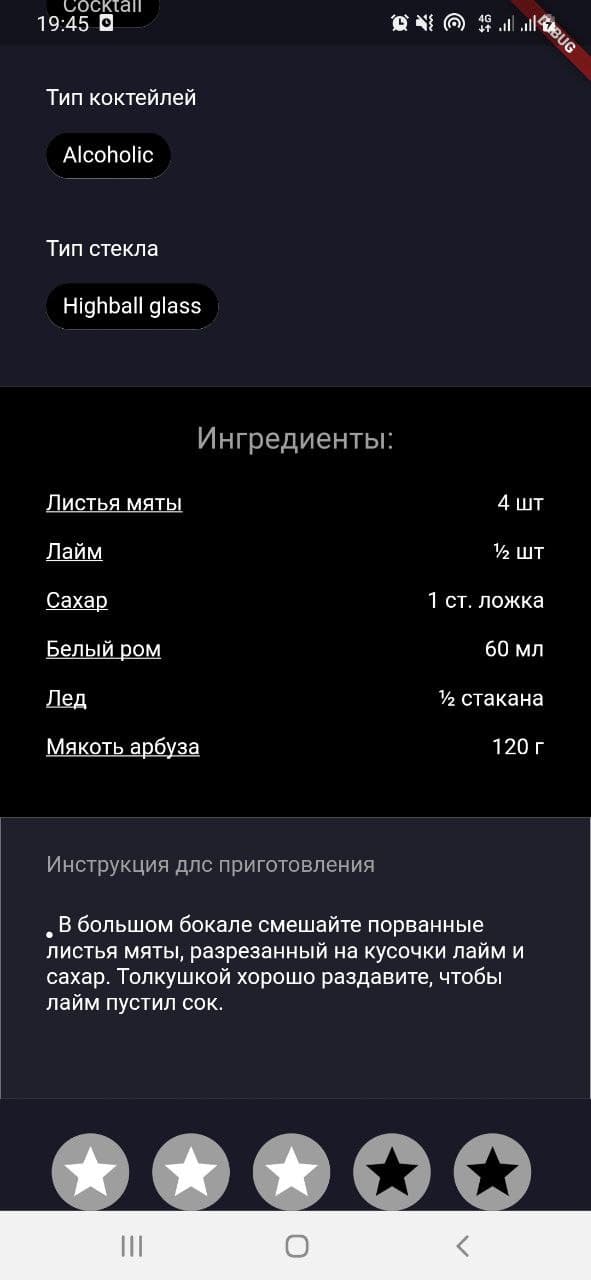 Cocktail
19:45
4G
DEBUG
Тип коктейлей
Alcoholic
Тип стекла
Highball glass
Ингредиенты:
Листья мяты 4 шт
Лайм ½ шт
Сахар 1 ст. ложка
Белый ром 60 мл
Лед ½ стакана
Мякоть арбуза 120 г
Инструкция длс приготовления
• В большом бокале смешайте порванные
листья мяты, разрезанный на кусочки лайм и
сахар. Толкушкой хорошо раздавите, чтобы
лайм пустил сок.